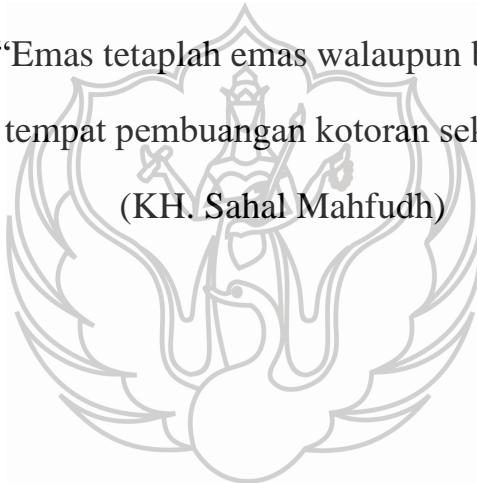 “Emas tetaplah emas walaupun
tempat pembuangan kotoran
(KH. Sahal Mahfudh)